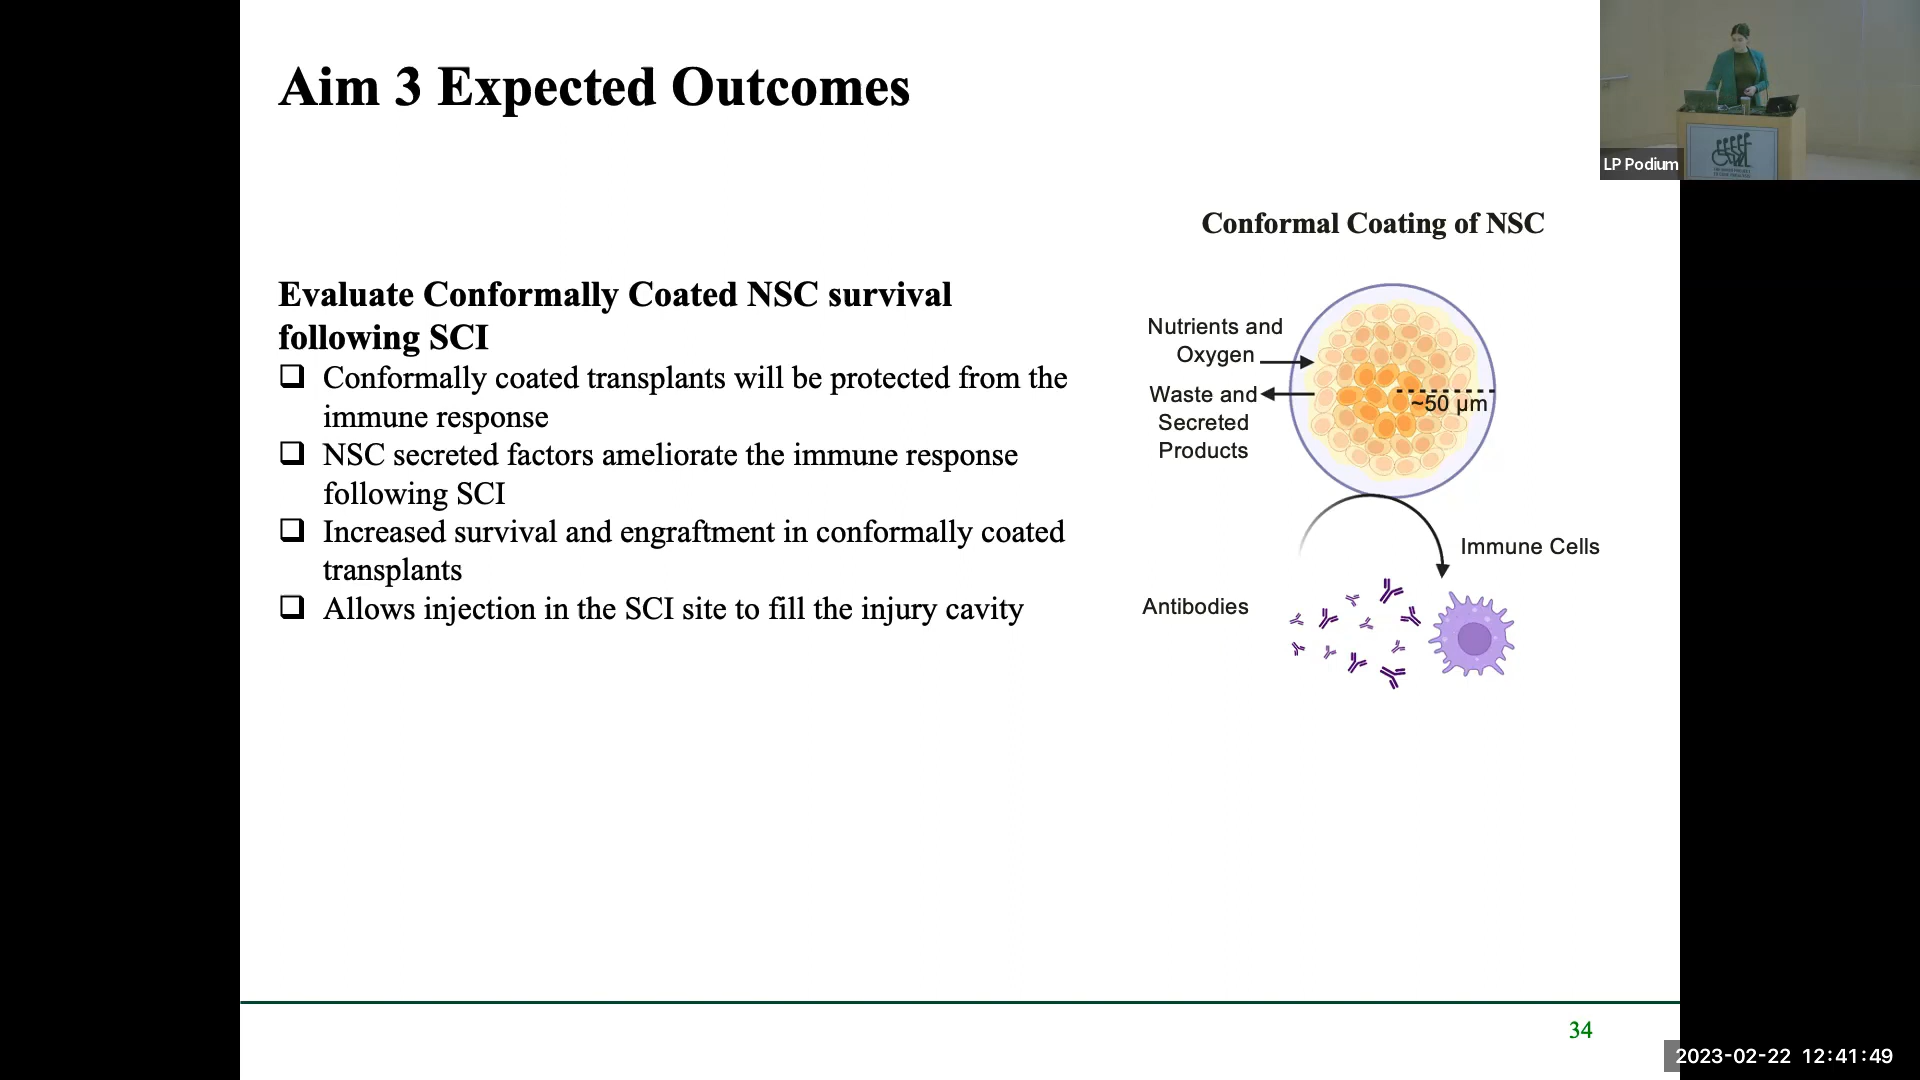 Aim 3 Expected Outcomes
LP Podium
Conformal Coating of NSC
Evaluate Conformally Coated NSC survival
following SCI
❑ Conformally coated transplants will be protected from the
immune response
❑ NSC secreted factors ameliorate the immune response
following SCI
❑ Increased survival and engraftment in conformally coated
transplants
❑ Allows injection in the SCI site to fill the injury cavity
Nutrients and
Oxygen
Waste and
Secreted
Products
~50 µm
Immune Cells
Antibodies
34
2023-02-22 12:41:49